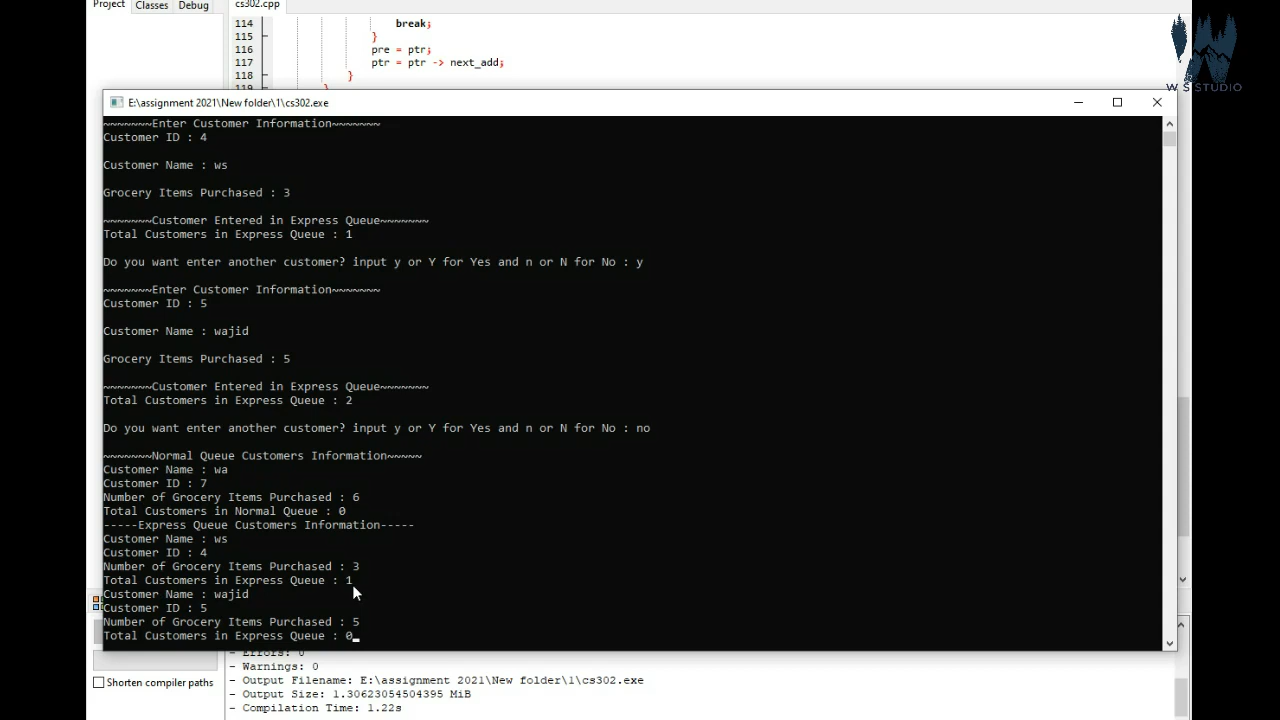 Project Classes Debug cs302.cpp
114 break;
115 }
116 pre = ptr;
117 ptr = ptr -> next_add;
118 }
119 }
W S STUDIO
E:\assignment 2021\New folder\1\cs302.exe
~~~~~~~Enter Customer Information~~~~~~~
Customer ID : 4
Customer Name : ws
Grocery Items Purchased : 3
~~~~~~~Customer Entered in Express Queue~~~~~~~
Total Customers in Express Queue : 1
Do you want enter another customer? input y or Y for Yes and n or N for No : y
~~~~~~~Enter Customer Information~~~~~~~
Customer ID : 5
Customer Name : wajid
Grocery Items Purchased : 5
~~~~~~~Customer Entered in Express Queue~~~~~~~
Total Customers in Express Queue : 2
Do you want enter another customer? input y or Y for Yes and n or N for No : no
~~~~~~~Normal Queue Customers Information~~~~~
Customer Name : wa
Customer ID : 7
Number of Grocery Items Purchased : 6
Total Customers in Normal Queue : 0
-----Express Queue Customers Information-----
Customer Name : ws
Customer ID : 4
Number of Grocery Items Purchased : 3
Total Customers in Express Queue : 1
Customer Name : wajid
Customer ID : 5
Number of Grocery Items Purchased : 5
Total Customers in Express Queue : 0
- Errors: 0
- Warnings: 0
- Output Filename: E:\assignment 2021\New folder\1\cs302.exe
- Output Size: 1.30623054504395 MiB
- Compilation Time: 1.22s
Shorten compiler paths